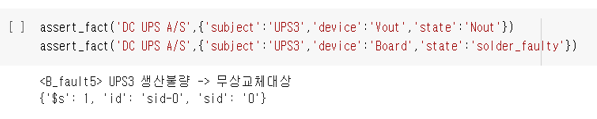 [ ] assert_fact('DC UPS A/S',{'subject':'UPS3','device':'Vout','state':'Nout'})
assert_fact('DC UPS A/S',{'subject':'UPS3','device':'Board','state':'solder_faulty'})
<B_fault5> UPS3 생산불량 -> 무상교체대상
{'$s': 1, 'id': 'sid-0', 'sid': '0'}